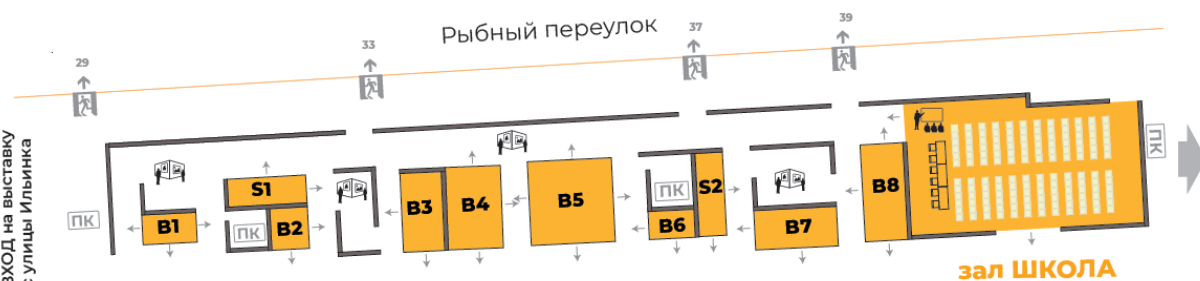 Рыбный переулок
29
33
37
39
ВХОД на выставку
с улицы Ильинка
ПК
B1
S1
ПК
B2
B3
B4
B5
ПК
B6
S2
B7
B8
ПК
зал ШКОЛА